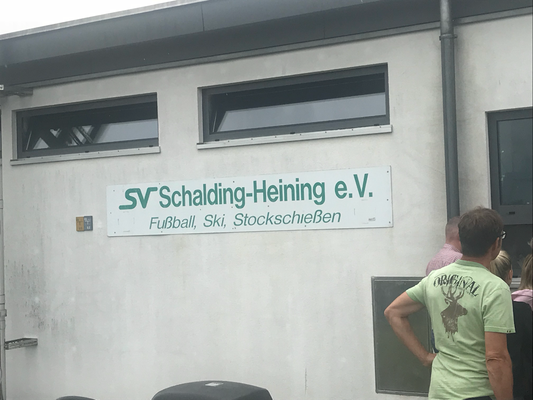 SV Schalding-Heining e.V.
Fußball, Ski, Stockschießen
ORIGINAL